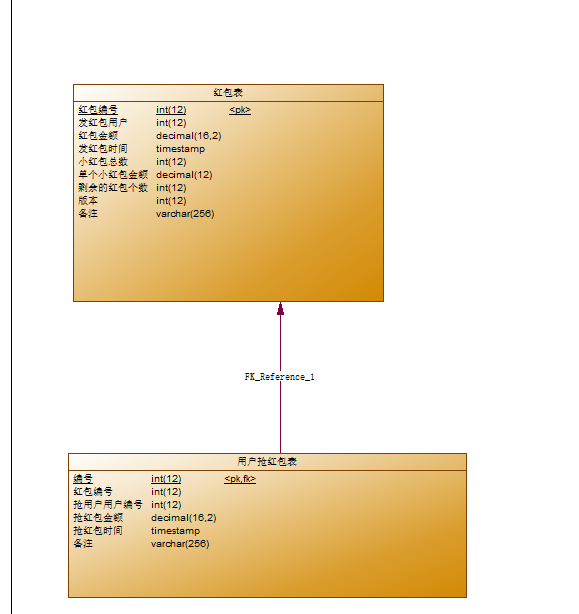 红包表
红包编号 int(12) <pk>
发红包用户 int(12)
红包金额 decimal(16,2)
发红包时间 timestamp
小红包总数 int(12)
单个小红包金额 decimal(12)
剩余的红包个数 int(12)
版本 int(12)
备注 varchar(256)
FK_Reference_1
用户抢红包表
编号 int(12) <pk,fk>
红包编号 int(12)
抢用户用户编号 int(12)
抢红包金额 decimal(16,2)
抢红包时间 timestamp
备注 varchar(256)